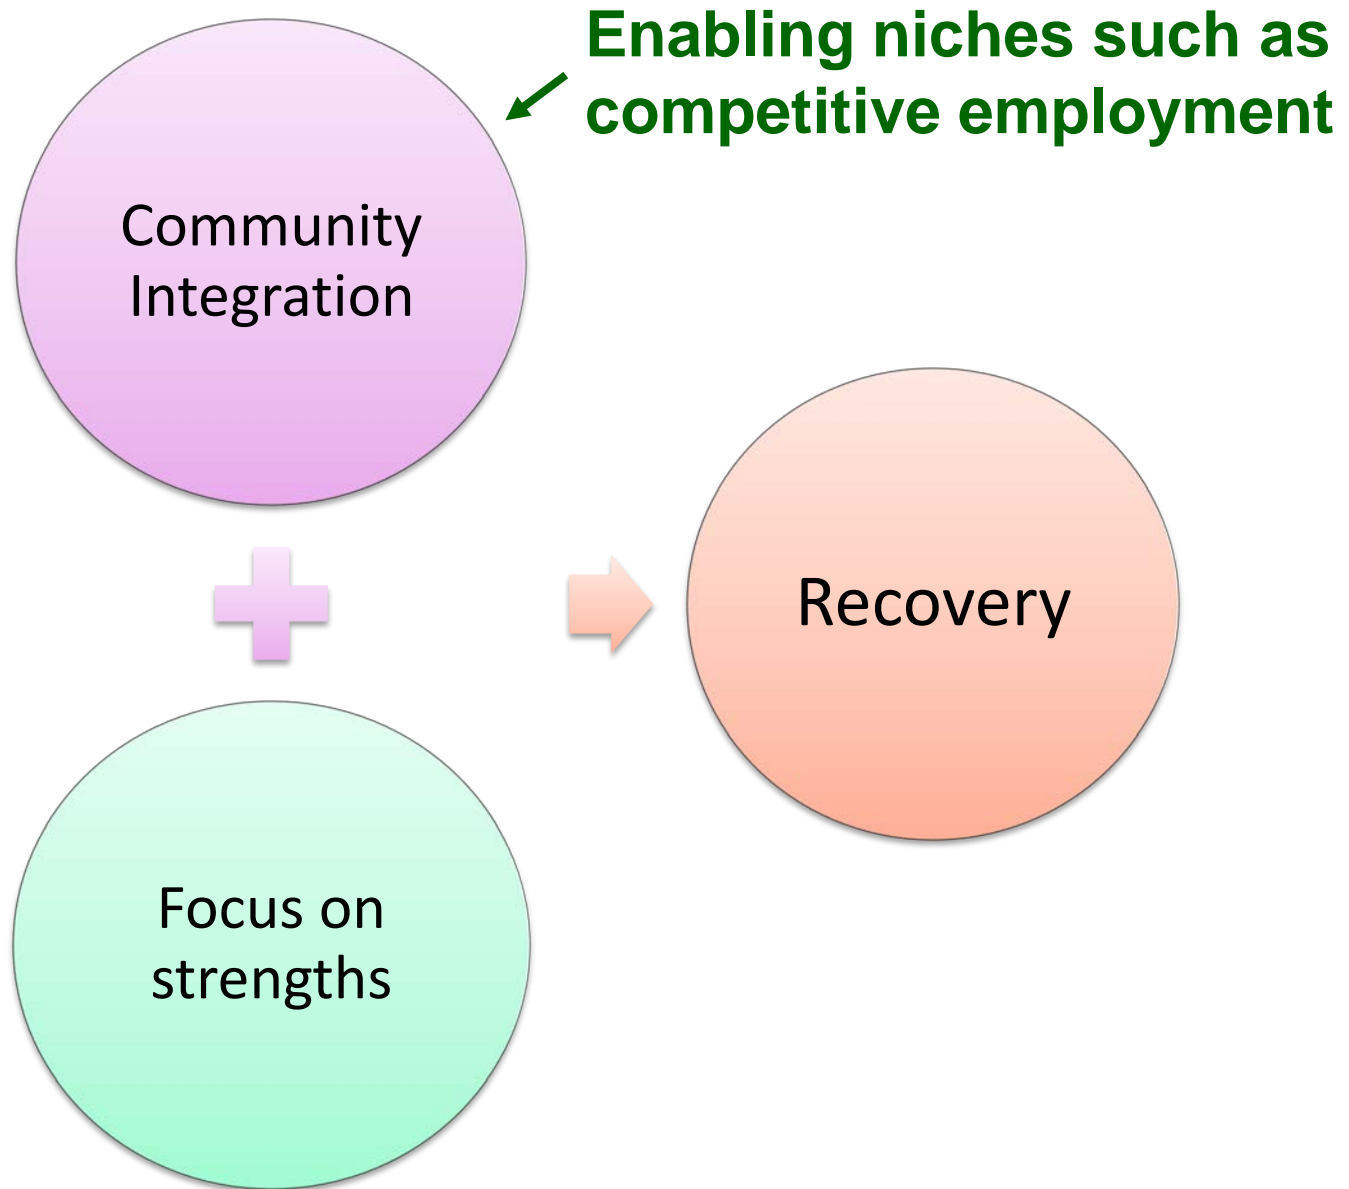 Enabling niches such as
competitive employment
Community
Integration
Recovery
Focus on
strengths